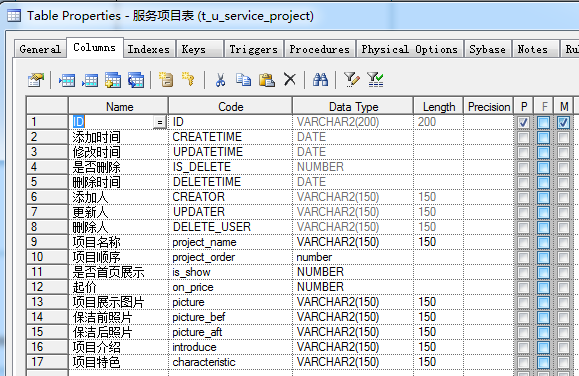 Table Properties - 服务项目表 (t_u_service_project)
General Columns Indexes Keys Triggers Procedures Physical Options Sybase Notes Ru
Name Code Data Type Length Precision P F M
1 ID = ID VARCHAR2(200) 200
2 添加时间 CREATETIME DATE
3 修改时间 UPDATETIME DATE
4 是否删除 IS_DELETE NUMBER
5 删除时间 DELETETIME DATE
6 添加人 CREATOR VARCHAR2(150) 150
7 更新人 UPDATER VARCHAR2(150) 150
8 删除人 DELETE_USER VARCHAR2(150) 150
9 项目名称 project_name VARCHAR2(150) 150
10 项目顺序 project_order number
11 是否首页展示 is_show NUMBER
12 起价 on_price NUMBER
13 项目展示图片 picture VARCHAR2(150) 150
14 保洁前照片 picture_bef VARCHAR2(150) 150
15 保洁后照片 picture_aft VARCHAR2(150) 150
16 项目介绍 introduce VARCHAR2(150) 150
17 项目特色 characteristic VARCHAR2(150) 150